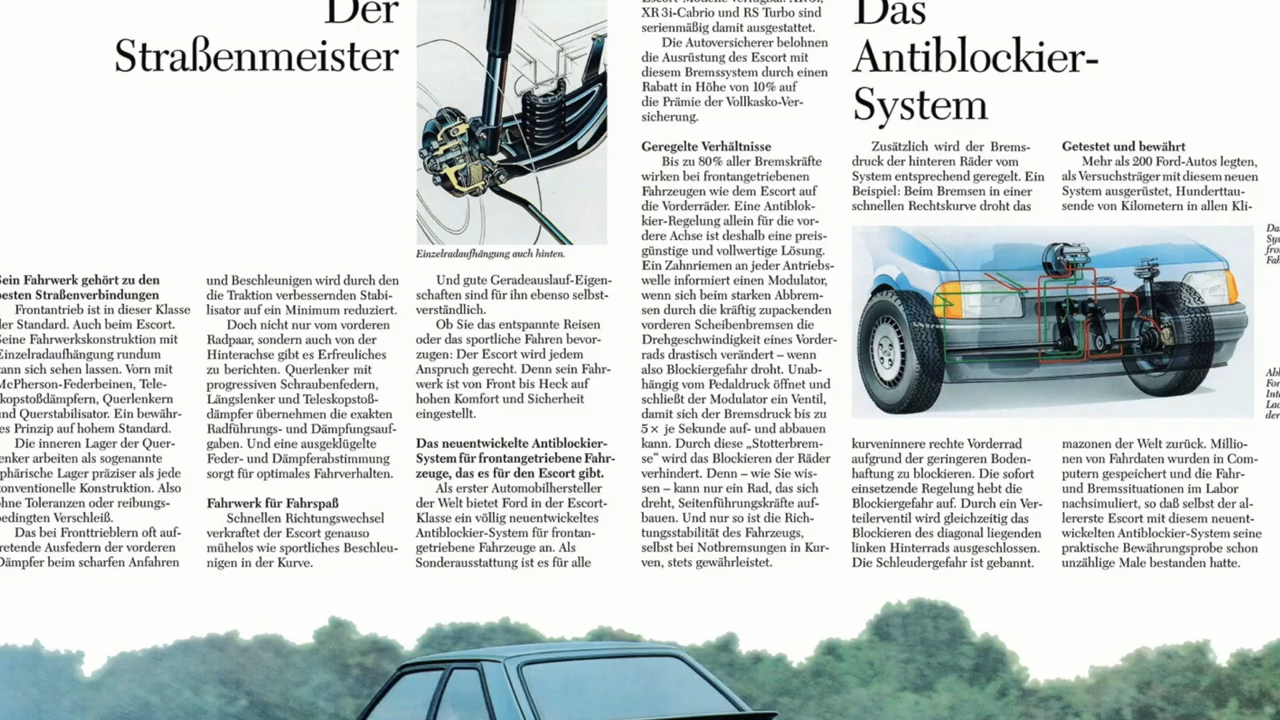 Der
Straßenmeister
Einzelradaufhängung auch hinten.
Sein Fahrwerk gehört zu den
besten Straßenverbindungen
Frontantrieb ist in dieser Klasse
der Standard. Auch beim Escort.
Seine Fahrwerkskonstruktion mit
Einzelradaufhängung rundum
kann sich sehen lassen. Vorn mit
McPherson-Federbeinen, Tele-
skopstoßdämpfern, Querlenkern
und Querstabilisator. Ein bewähr-
tes Prinzip auf hohem Standard.
Die inneren Lager der Quer-
lenker arbeiten als sogenannte
sphärische Lager präziser als jede
konventionelle Konstruktion. Also
ohne Toleranzen oder reibungs-
bedingten Verschleiß.
Das bei Fronttrieblern oft auf-
tretende Ausfedern der vorderen
Dämpfer beim scharfen Anfahren
und Beschleunigen wird durch den
die Traktion verbessernden Stabi-
lisator auf ein Minimum reduziert.
Doch nicht nur vom vorderen
Radpaar, sondern auch von der
Hinterachse gibt es Erfreuliches
zu berichten. Querlenker mit
progressiven Schraubenfedern,
Längslenker und Teleskopstoß-
dämpfer übernehmen die exakten
Radführungs- und Dämpfungsauf-
gaben. Und eine ausgeklügelte
Feder- und Dämpferabstimmung
sorgt für optimales Fahrverhalten.
Fahrwerk für Fahrspaß
Schnellen Richtungswechsel
verkraftet der Escort genauso
mühelos wie sportliches Beschleu-
nigen in der Kurve.
Und gute Geradeauslauf-Eigen-
schaften sind für ihn ebenso selbst-
verständlich.
Ob Sie das entspannte Reisen
oder das sportliche Fahren bevor-
zugen: Der Escort wird jedem
Anspruch gerecht. Denn sein Fahr-
werk ist von Front bis Heck auf
hohen Komfort und Sicherheit
eingestellt.
Das neuentwickelte Antiblockier-
System für frontangetriebene Fahr-
zeuge, das es für den Escort gibt.
Als erster Automobilhersteller
der Welt bietet Ford in der Escort-
Klasse ein völlig neuentwickeltes
Antiblockier-System für frontan-
getriebene Fahrzeuge an. Als
Sonderausstattung ist es für alle
XR 3i-Cabrio und RS Turbo sind
serienmäßig damit ausgestattet.
Die Autoversicherer belohnen
die Ausrüstung des Escort mit
diesem Bremssystem durch einen
Rabatt in Höhe von 10% auf
die Prämie der Vollkasko-Ver-
sicherung.
Geregelte Verhältnisse
Bis zu 80% aller Bremskräfte
wirken bei frontangetriebenen
Fahrzeugen wie dem Escort auf
die Vorderräder. Eine Antiblok-
kier-Regelung allein für die vor-
dere Achse ist deshalb eine preis-
günstige und vollwertige Lösung.
Ein Zahnriemen an jeder Antriebs-
welle informiert einen Modulator,
wenn sich beim starken Abbrem-
sen durch die kräftig zupackenden
vorderen Scheibenbremsen die
Drehgeschwindigkeit eines Vorder-
rads drastisch verändert – wenn
also Blockiergefahr droht. Unab-
hängig vom Pedaldruck öffnet und
schließt der Modulator ein Ventil,
damit sich der Bremsdruck bis zu
5 × je Sekunde auf- und abbauen
kann. Durch diese „Stotterbrem-
se“ wird das Blockieren der Räder
verhindert. Denn – wie Sie wis-
sen – kann nur ein Rad, das sich
dreht, Seitenführungskräfte auf-
bauen. Und nur so ist die Rich-
tungsstabilität des Fahrzeugs,
selbst bei Notbremsungen in Kur-
ven, stets gewährleistet.
Das
Antiblockier-
System
Zusätzlich wird der Brems-
druck der hinteren Räder vom
System entsprechend geregelt. Ein
Beispiel: Beim Bremsen in einer
schnellen Rechtskurve droht das
kurveninnere rechte Vorderrad
aufgrund der geringeren Boden-
haftung zu blockieren. Die sofort
einsetzende Regelung hebt die
Blockiergefahr auf. Durch ein Ver-
teilerventil wird gleichzeitig das
Blockieren des diagonal liegenden
linken Hinterrads ausgeschlossen.
Die Schleudergefahr ist gebannt.
Getestet und bewährt
Mehr als 200 Ford-Autos legten,
als Versuchsträger mit diesem neuen
System ausgerüstet, Hunderttau-
sende von Kilometern in allen Kli-
mazonen der Welt zurück. Millio-
nen von Fahrdaten wurden in Com-
putern gespeichert und die Fahr-
und Bremssituationen im Labor
nachsimuliert, so daß selbst der al-
lererste Escort mit diesem neuent-
wickelten Antiblockier-System seine
praktische Bewährungsprobe schon
unzählige Male bestanden hatte.